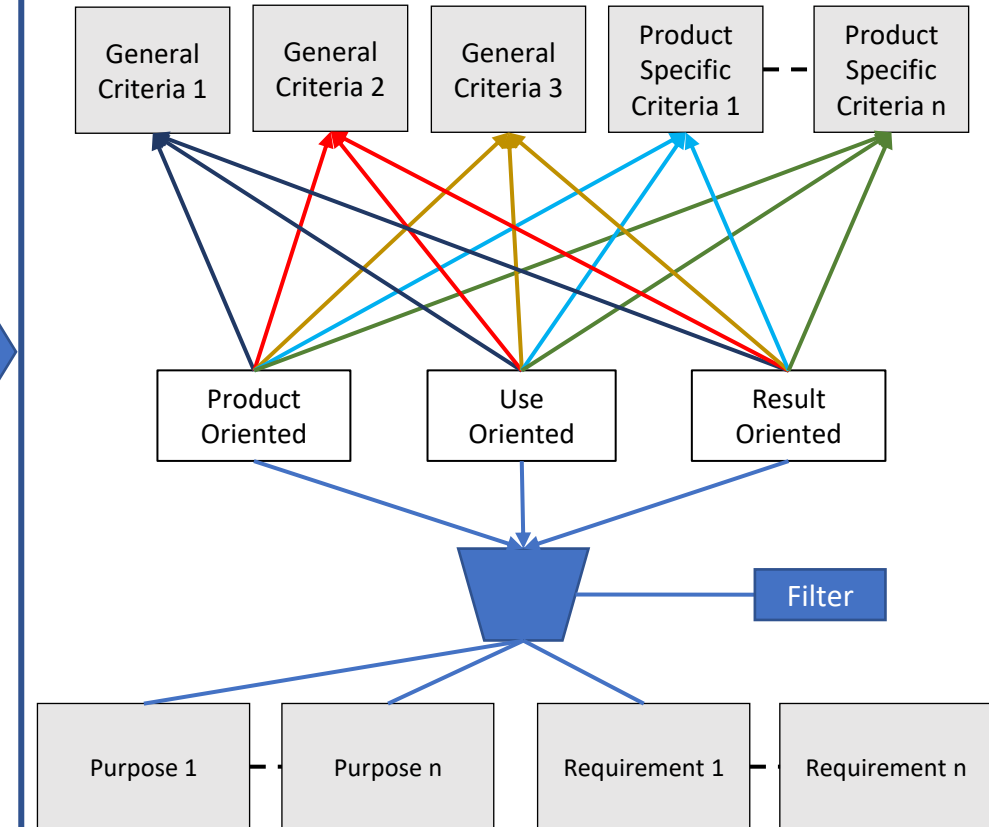 General
Criteria 1
General
Criteria 2
General
Criteria 3
Product
Specific
Criteria 1
Product
Specific
Criteria n
Product
Oriented
Use
Oriented
Result
Oriented
Filter
Purpose 1
Purpose n
Requirement 1
Requirement n